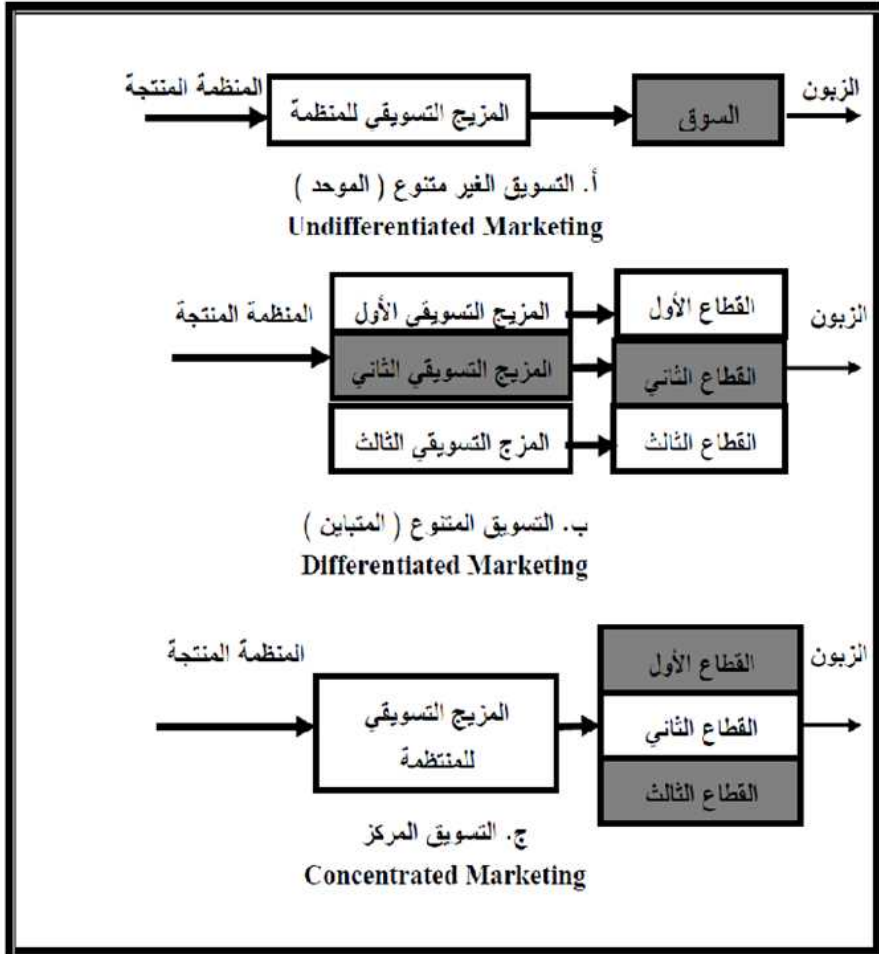 المنظمة المنتجة
المزيج التسويقي للمنظمة
السوق
الزبون
أ. التسويق الغير متنوع ( الموحد )
Undifferentiated Marketing
المنظمة المنتجة
المزيج التسويقي الأول
القطاع الأول
الزبون
المزيج التسويقي الثاني
القطاع الثاني
المزج التسويقي الثالث
القطاع الثالث
ب. التسويق المتنوع ( المتباين )
Differentiated Marketing
المنظمة المنتجة
المزيج التسويقي
للمنتظمة
القطاع الأول
الزبون
القطاع الثاني
القطاع الثالث
ج. التسويق المركز
Concentrated Marketing